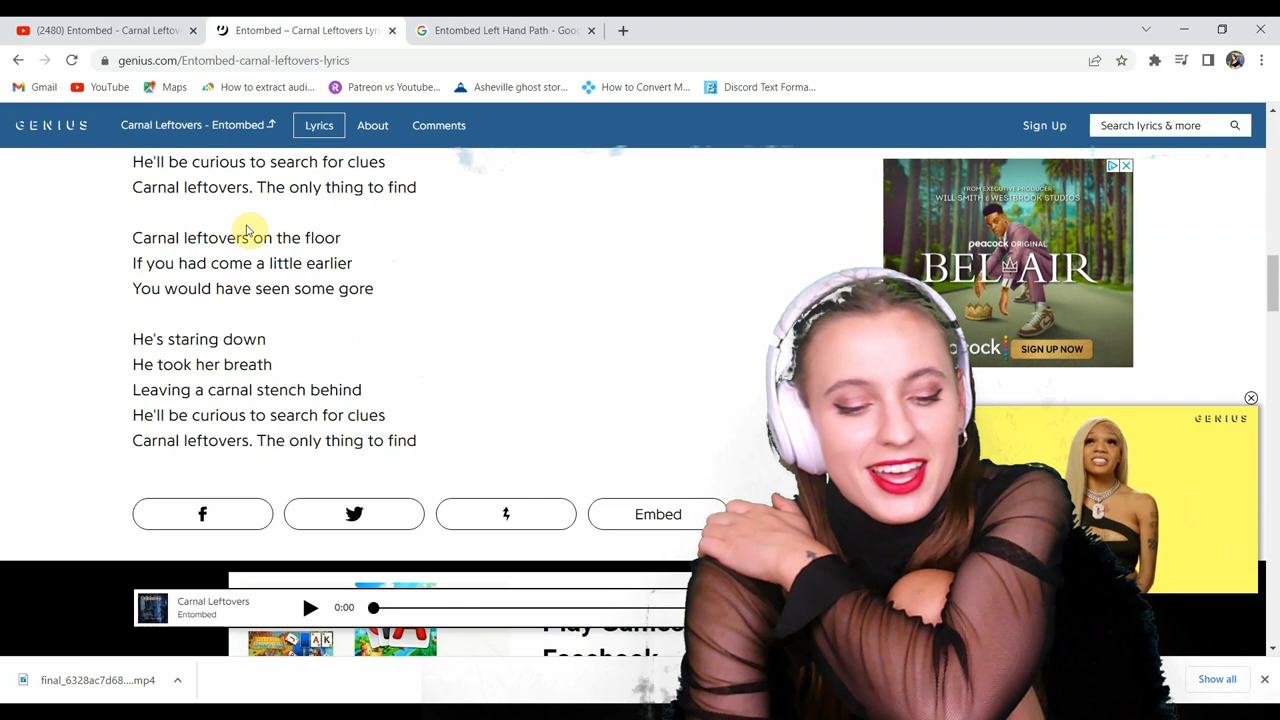 (2480) Entombed - Carnal Leftov
Entombed – Carnal Leftovers Lyri
Entombed Left Hand Path - Goo
genius.com/Entombed-carnal-leftovers-lyrics
Gmail
YouTube
Maps
How to extract audi...
Patreon vs Youtube...
Asheville ghost stor...
How to Convert M...
Discord Text Forma...
GENIUS
Carnal Leftovers - Entombed
Lyrics
About
Comments
Sign Up
Search lyrics & more
He'll be curious to search for clues
Carnal leftovers. The only thing to find
Carnal leftovers on the floor
If you had come a little earlier
You would have seen some gore
He's staring down
He took her breath
Leaving a carnal stench behind
He'll be curious to search for clues
Carnal leftovers. The only thing to find
FROM EXECUTIVE PRODUCER
WILL SMITH & WESTBROOK STUDIOS
peacock ORIGINAL
BEL-AIR
cock
SIGN UP NOW
GENIUS
Embed
Carnal Leftovers
Entombed
0:00
Play Games
Facebook
final_6328ac7d68....mp4
Show all